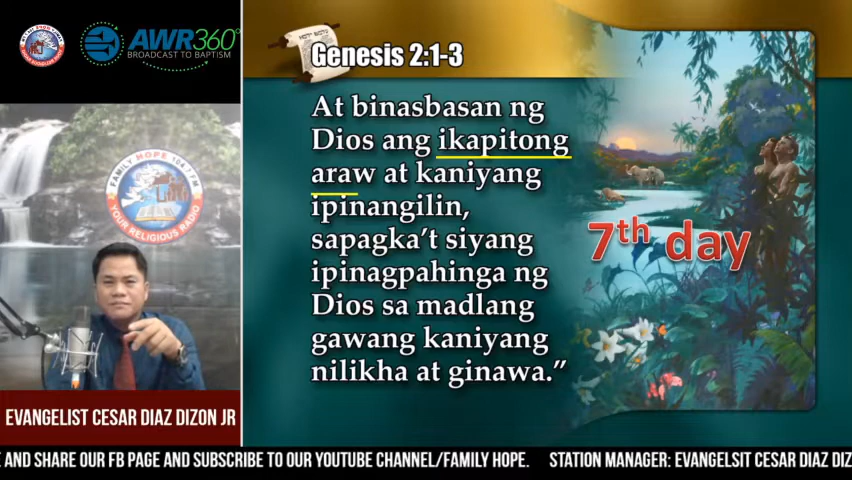 AWR360°
BROADCAST TO BAPTISM
FAMILY HOPE 104.7 FM
YOUR RELIGIOUS RADIO
EVANGELIST CESAR DIAZ DIZON JR
Genesis 2:1-3
At binasbasan ng
Dios ang ikapitong
araw at kaniyang
ipinangilin,
sapagka't siyang
ipinagpahinga ng
Dios sa madlang
gawang kaniyang
nilikha at ginawa.”
7th day
E AND SHARE OUR FB PAGE AND SUBSCRIBE TO OUR YOUTUBE CHANNEL/FAMILY HOPE. STATION MANAGER: EVANGELSIT CESAR DIAZ DIZ